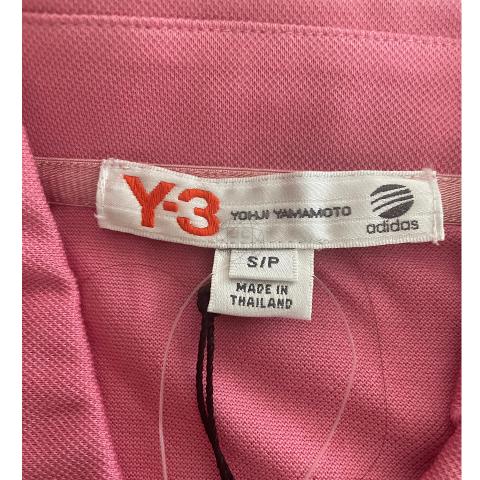 Y-3 YOHJI YAMAMOTO adidas
S/P
MADE IN
THAILAND